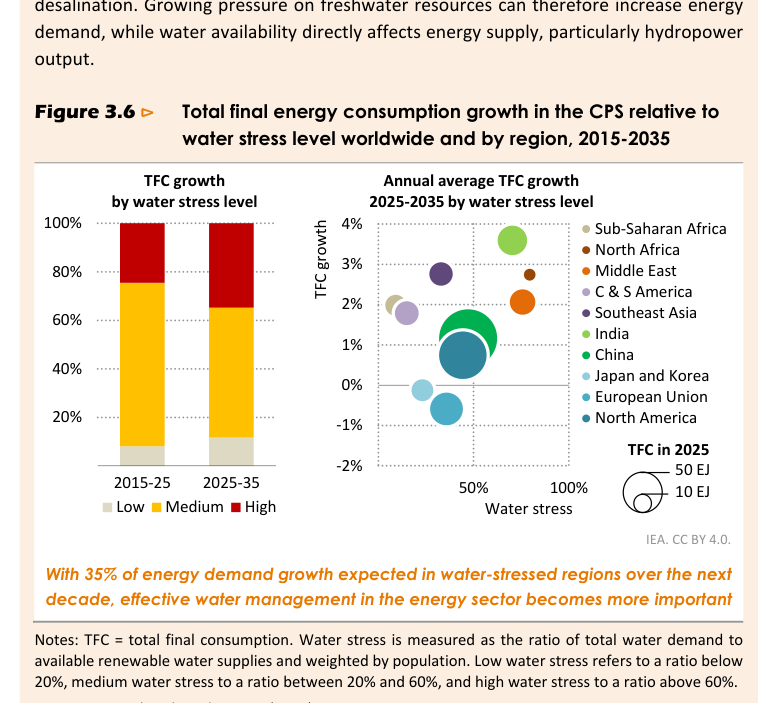 desalination. Growing pressure on freshwater resources can therefore increase energy
demand, while water availability directly affects energy supply, particularly hydropower
output.
Figure 3.6 ▻ Total final energy consumption growth in the CPS relative to
water stress level worldwide and by region, 2015-2035
TFC growth
by water stress level
100%
80%
60%
40%
20%
2015-25 2025-35
Low Medium High
Annual average TFC growth
2025-2035 by water stress level
TFC growth
4%
3%
2%
1%
0%
-1%
-2%
50% 100%
Water stress
Sub-Saharan Africa
North Africa
Middle East
C & S America
Southeast Asia
India
China
Japan and Korea
European Union
North America
TFC in 2025
50 EJ
10 EJ
IEA. CC BY 4.0.
With 35% of energy demand growth expected in water-stressed regions over the next
decade, effective water management in the energy sector becomes more important
Notes: TFC = total final consumption. Water stress is measured as the ratio of total water demand to
available renewable water supplies and weighted by population. Low water stress refers to a ratio below
20%, medium water stress to a ratio between 20% and 60%, and high water stress to a ratio above 60%.